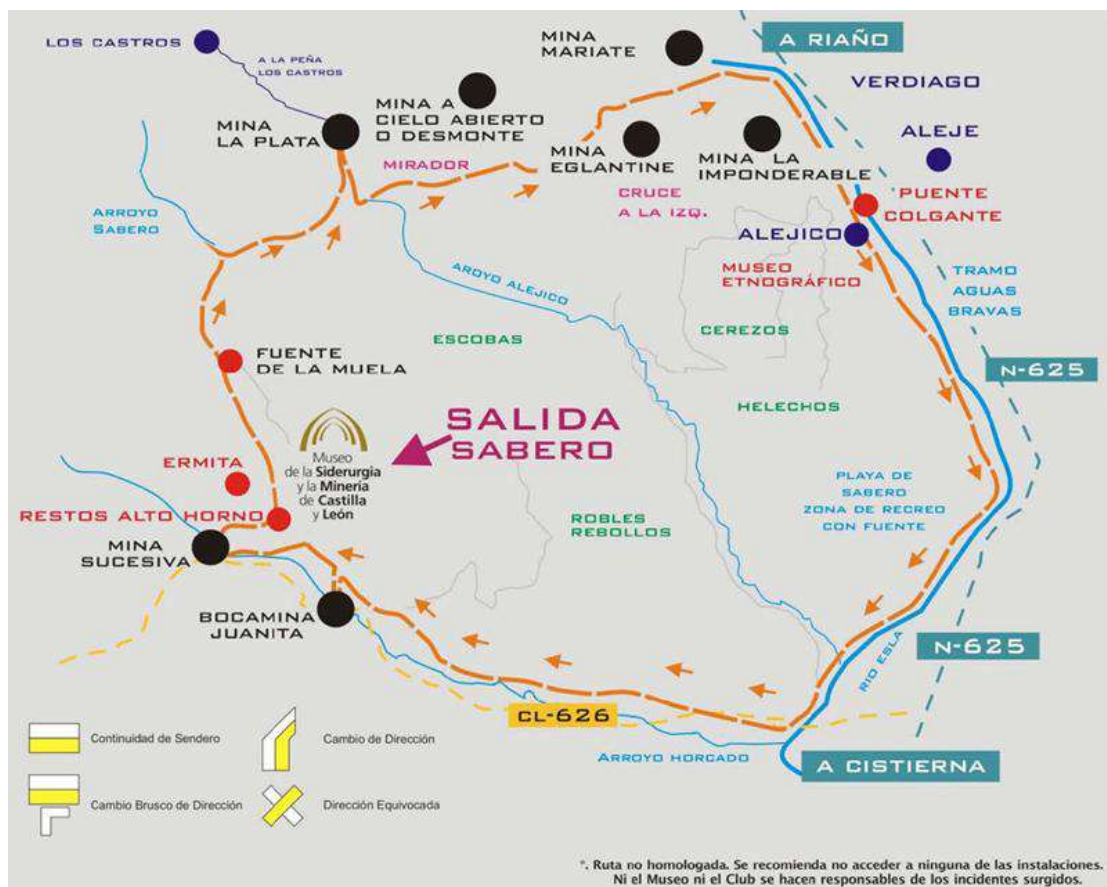 MINA
MARIATE
A RIAÑO
LOS CASTROS
A LA PEÑA
LOS CASTROS
VERDIAGO
MINA A
CIELO ABIERTO
O DESMONTE
MINA
LA PLATA
ALEJE
MIRADOR
MINA
EGLANTINE
MINA LA
IMPONDERABLE
CRUCE
A LA IZQ.
PUENTE
COLGANTE
ARROYO
SABERO
ALEJICO
MUSEO
ETNOGRÁFICO
AROYO ALEJICO
TRAMO
AGUAS
BRAVAS
ESCOBAS
CEREZOS
FUENTE
DE LA MUELA
N-625
HELECHOS
SALIDA
SABERO
Museo
de la Siderurgia
y la Minería
de Castilla
y León
ERMITA
RESTOS ALTO HORNO
PLAYA DE
SABERO
ZONA DE RECREO
CON FUENTE
ROBLES
REBOLLOS
MINA
SUCESIVA
BOCAMINA
JUANITA
RIO ESLA
N-625
CL-626
ARROYO HORCADO
A CISTIERNA
Continuidad de Sendero
Cambio de Dirección
Cambio Brusco de Dirección
Dirección Equivocada
*. Ruta no homologada. Se recomienda no acceder a ninguna de las instalaciones.
Ni el Museo ni el Club se hacen responsables de los incidentes surgidos.